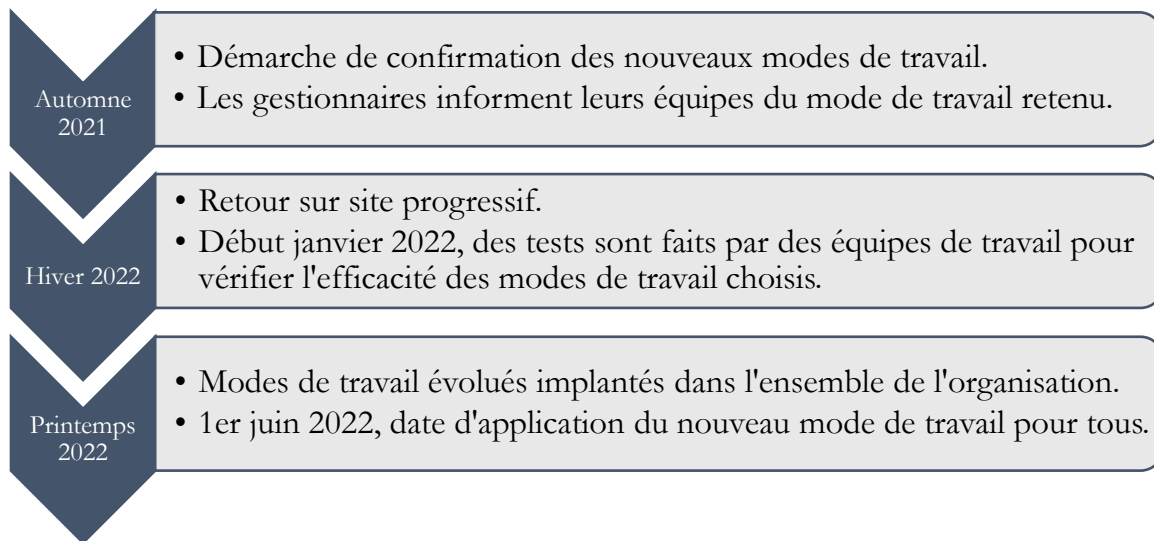 Automne
2021
• Démarche de confirmation des nouveaux modes de travail.
• Les gestionnaires informent leurs équipes du mode de travail retenu.
Hiver 2022
• Retour sur site progressif.
• Début janvier 2022, des tests sont faits par des équipes de travail pour
vérifier l'efficacité des modes de travail choisis.
Printemps
2022
• Modes de travail évolués implantés dans l'ensemble de l'organisation.
• 1er juin 2022, date d'application du nouveau mode de travail pour tous.